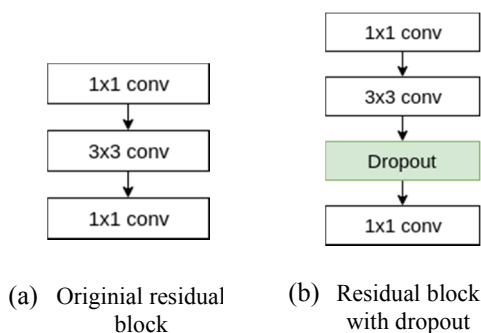 1x1 conv
3x3 conv
1x1 conv
(a) Originial residual
block
1x1 conv
3x3 conv
Dropout
1x1 conv
(b) Residual block
with dropout